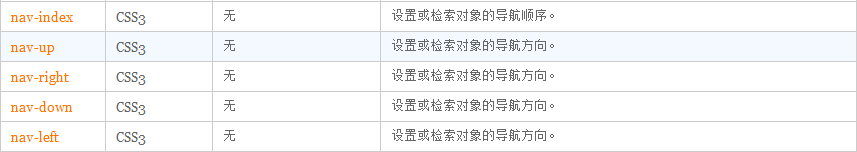 nav-index CSS3 无 设置或检索对象的导航顺序。
nav-up CSS3 无 设置或检索对象的导航方向。
nav-right CSS3 无 设置或检索对象的导航方向。
nav-down CSS3 无 设置或检索对象的导航方向。
nav-left CSS3 无 设置或检索对象的导航方向。